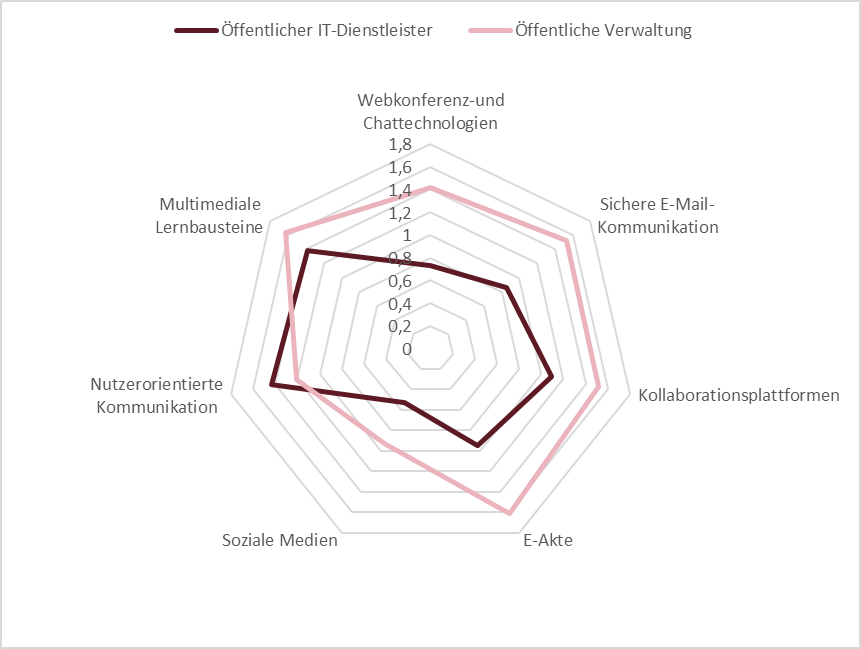 Öffentlicher IT-Dienstleister
Öffentliche Verwaltung
Webkonferenz-und
Chattechnologien
1,8
1,6
1,4
1,2
1
0,8
0,6
0,4
0,2
0
Multimediale
Lernbausteine
Sichere E-Mail-
Kommunikation
Nutzerorientierte
Kommunikation
Kollaborationsplattformen
Soziale Medien
E-Akte